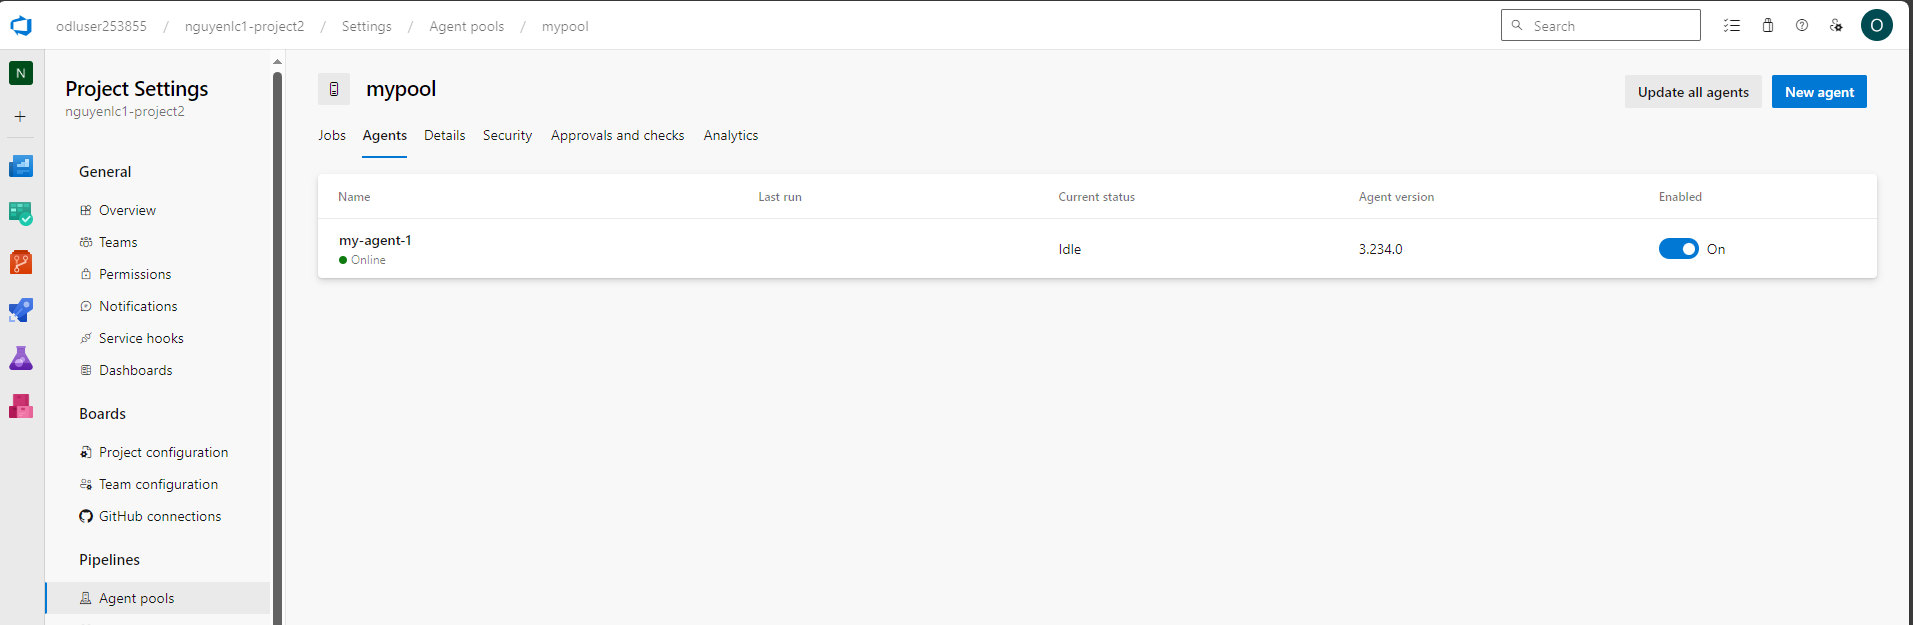 odluser253855 / nguyenlc1-project2 / Settings / Agent pools / mypool
Search
O
N
Project Settings
nguyenlc1-project2
General
Overview
Teams
Permissions
Notifications
Service hooks
Dashboards
Boards
Project configuration
Team configuration
GitHub connections
Pipelines
Agent pools
mypool
Update all agents
New agent
Jobs Agents Details Security Approvals and checks Analytics
Name Last run Current status Agent version Enabled
my-agent-1
Online
Idle 3.234.0 On